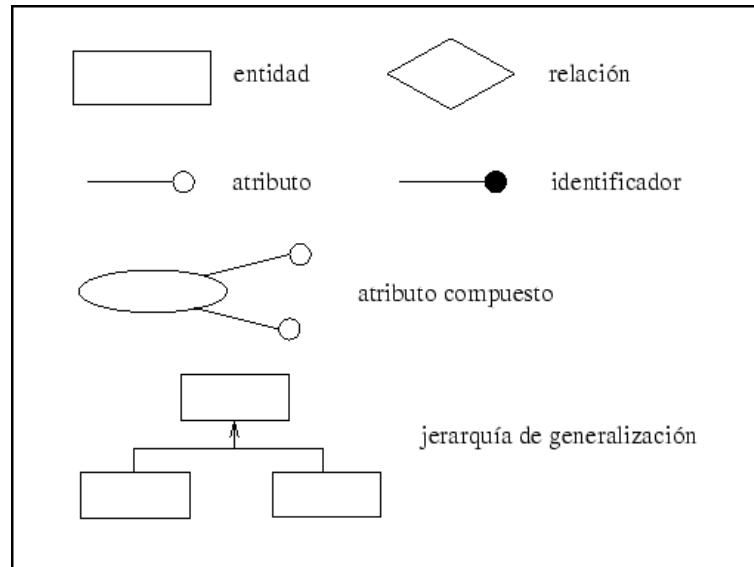 entidad
relación
atributo
identificador
atributo compuesto
jerarquía de generalización